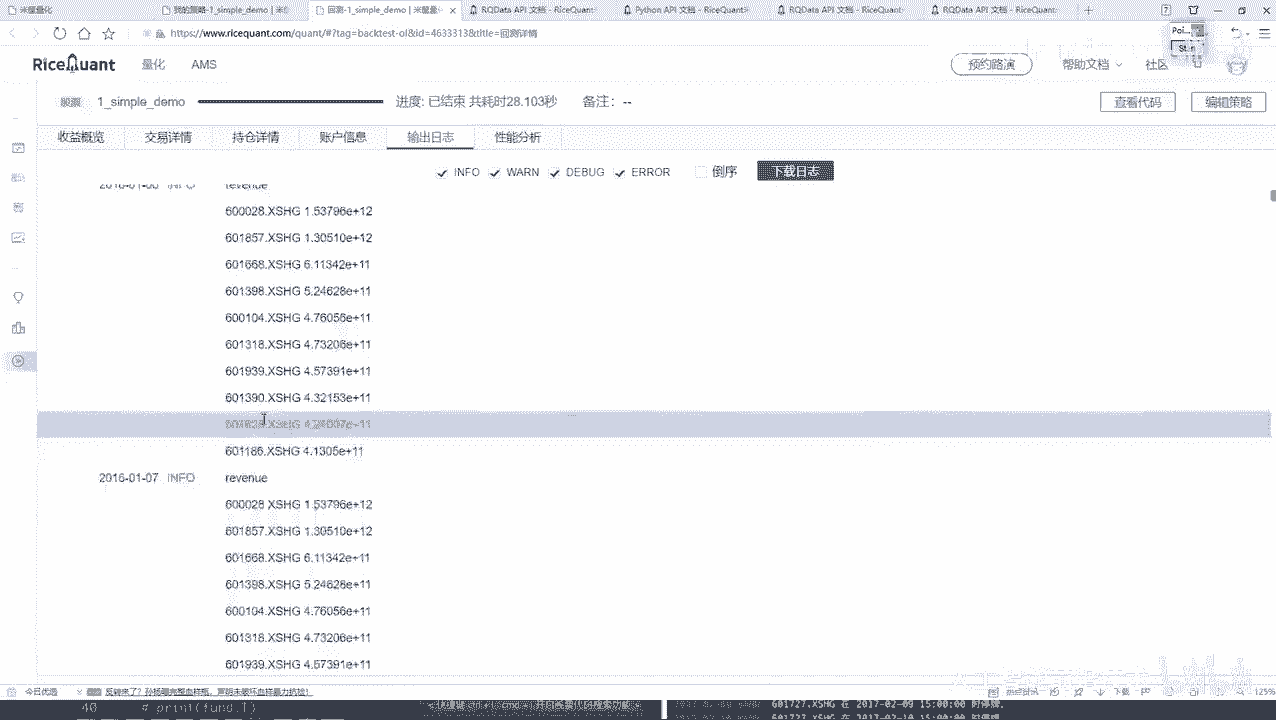 米筐量化 我的策略-1_simple_demo | 米 回测-1_simple_demo | 米筐量 RQData API 文档 - RiceQuant Python API 文档 - RiceQuant RQData API 文档 - RiceQuant RQData API 文档 - RiceQuant
https://www.ricequant.com/quant/#?tag=backtest-ol&id=4633313&title=回测详情
RiceQuant 量化 AMS 预约路演 帮助文档 社区
1_simple_demo 进度: 已结束 共耗时28.103秒 备注: -- 查看代码 编辑策略
收益概览 交易详情 持仓详情 账户信息 输出日志 性能分析
INFO WARN DEBUG ERROR 倒序 下载日志
INFO revenue
600028.XSHG 1.53796e+12
601857.XSHG 1.30510e+12
601668.XSHG 6.11342e+11
601398.XSHG 5.24628e+11
600104.XSHG 4.76056e+11
601318.XSHG 4.73206e+11
601939.XSHG 4.57391e+11
601390.XSHG 4.32153e+11
601186.XSHG 4.1305e+11
2016-01-07 INFO revenue
600028.XSHG 1.53796e+12
601857.XSHG 1.30510e+12
601668.XSHG 6.11342e+11
601398.XSHG 5.24628e+11
600104.XSHG 4.76056e+11
601318.XSHG 4.73206e+11
601939.XSHG 4.57391e+11
今日优选 下载 125%
40 # print(fund.T) 601727.XSHG 在 2017-02-09 15:00:00 时停牌.